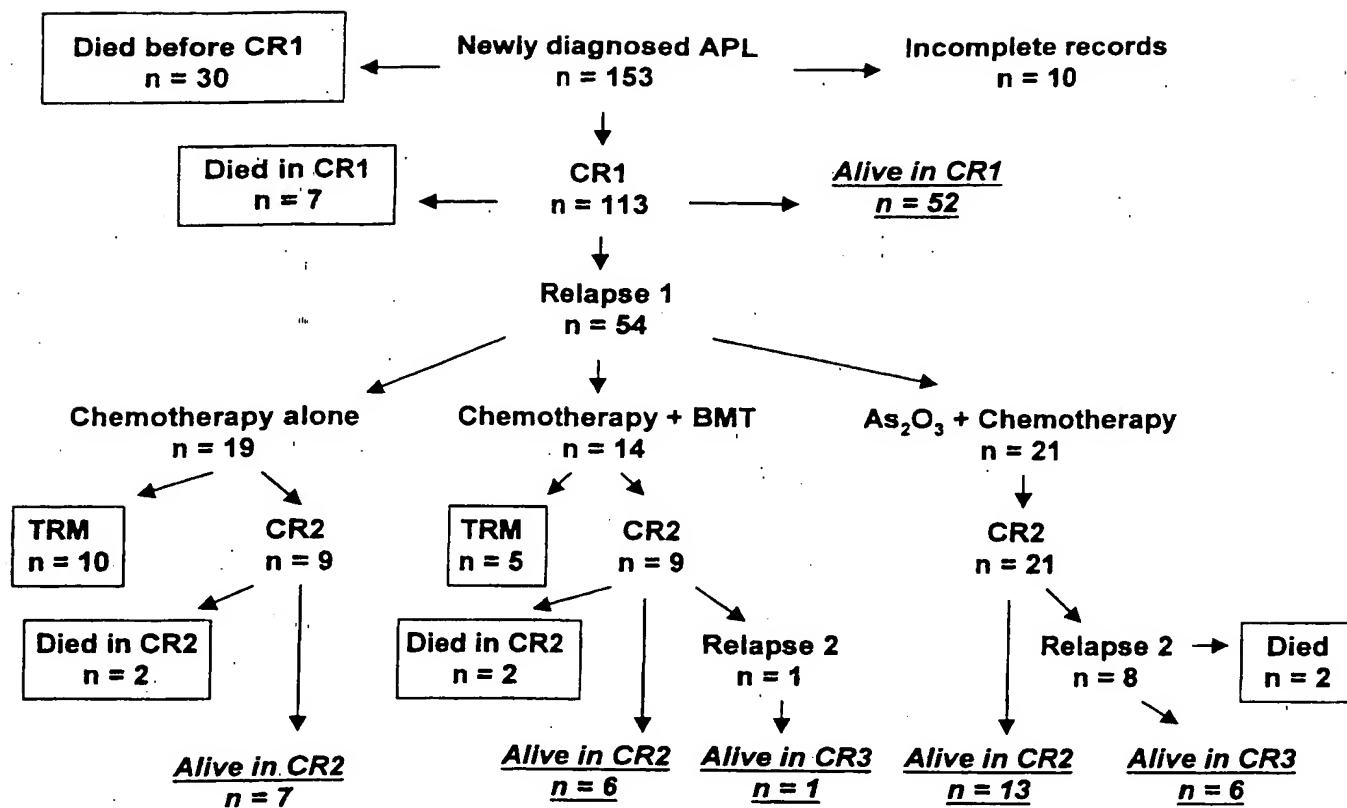 Died before CR1
n = 30
Newly diagnosed APL
n = 153
Incomplete records
n = 10
Died in CR1
n = 7
CR1
n = 113
Alive in CR1
n = 52
Relapse 1
n = 54
Chemotherapy alone
n = 19
Chemotherapy + BMT
n = 14
As₂O₃ + Chemotherapy
n = 21
TRM
n = 10
CR2
n = 9
TRM
n = 5
CR2
n = 9
CR2
n = 21
Died in CR2
n = 2
Died in CR2
n = 2
Relapse 2
n = 1
Relapse 2
n = 8
Died
n = 2
Alive in CR2
n = 7
Alive in CR2
n = 6
Alive in CR3
n = 1
Alive in CR2
n = 13
Alive in CR3
n = 6